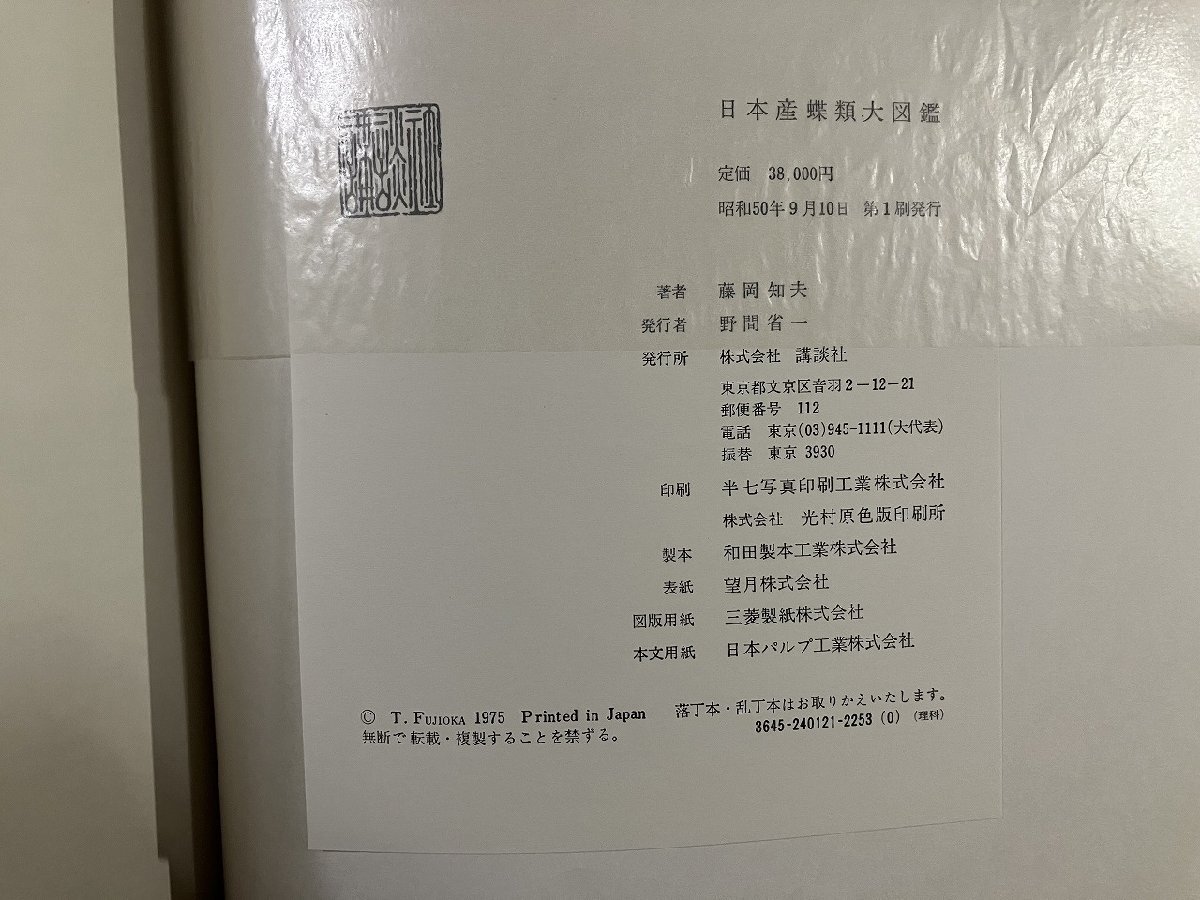 講談社
日本産蝶類大図鑑
定価 38,000円
昭和50年9月10日 第1刷発行
著者 藤岡知夫
発行者 野間省一
発行所 株式会社 講談社
東京都文京区音羽2-12-21
郵便番号 112
電話 東京(03)945-1111(大代表)
振替 東京 3930
印刷 半七写真印刷工業株式会社
株式会社 光村原色版印刷所
製本 和田製本工業株式会社
表紙 望月株式会社
図版用紙 三菱製紙株式会社
本文用紙 日本パルプ工業株式会社
© T. FUJIOKA 1975 Printed in Japan
無断で転載・複製することを禁ずる。
落丁本・乱丁本はお取りかえいたします。
3645-240121-2253 (0) (理科)